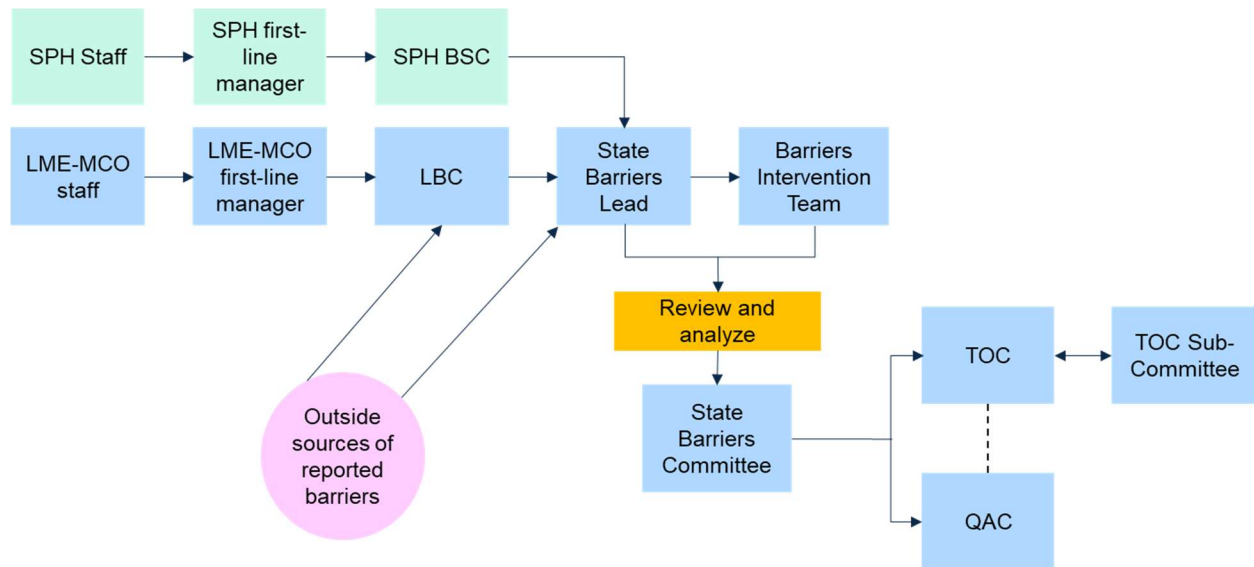 SPH Staff
SPH first-
line
manager
SPH BSC
LME-MCO
staff
LME-MCO
first-line
manager
LBC
State
Barriers
Lead
Barriers
Intervention
Team
Review and
analyze
Outside
sources of
reported
barriers
State
Barriers
Committee
TOC
TOC Sub-
Committee
QAC